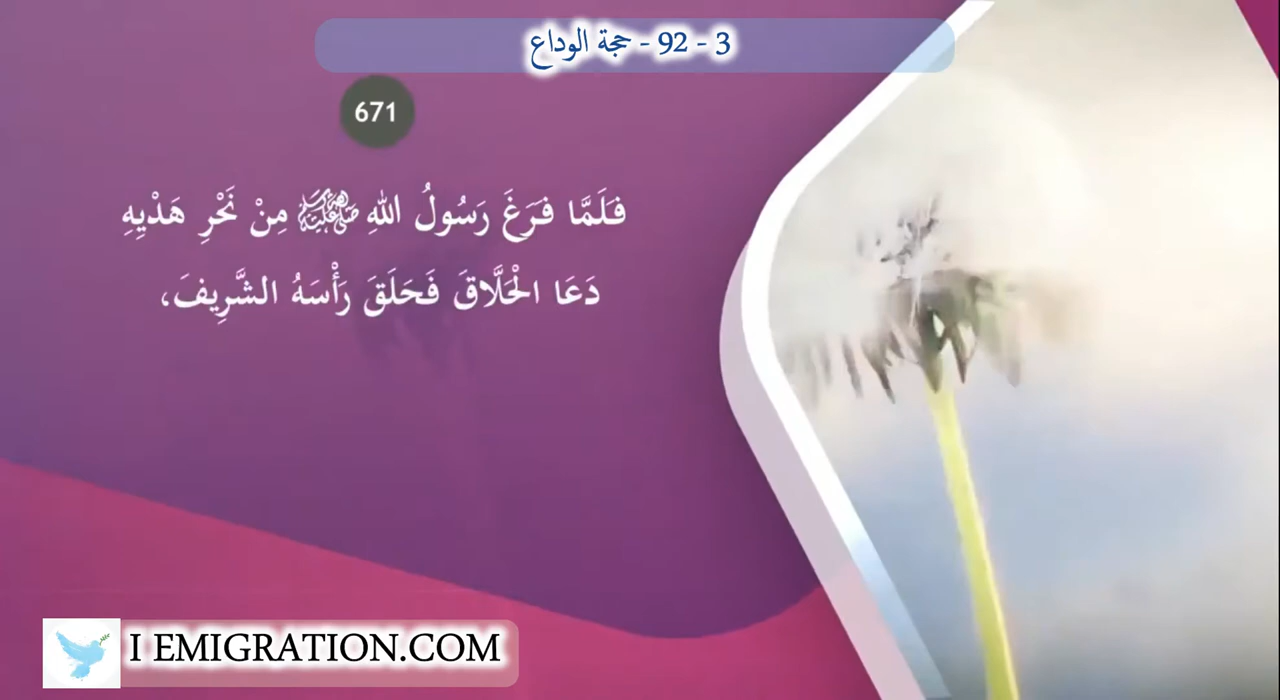 3 - 92 - حجة الوداع
671
فَلَمَّا فَرَغَ رَسُولُ اللهِ ﷺ مِنْ نَحْرِ هَدْيِهِ
دَعَا الْحَلَّاقَ فَحَلَقَ رَأْسَهُ الشَّرِيفَ،
I EMIGRATION.COM